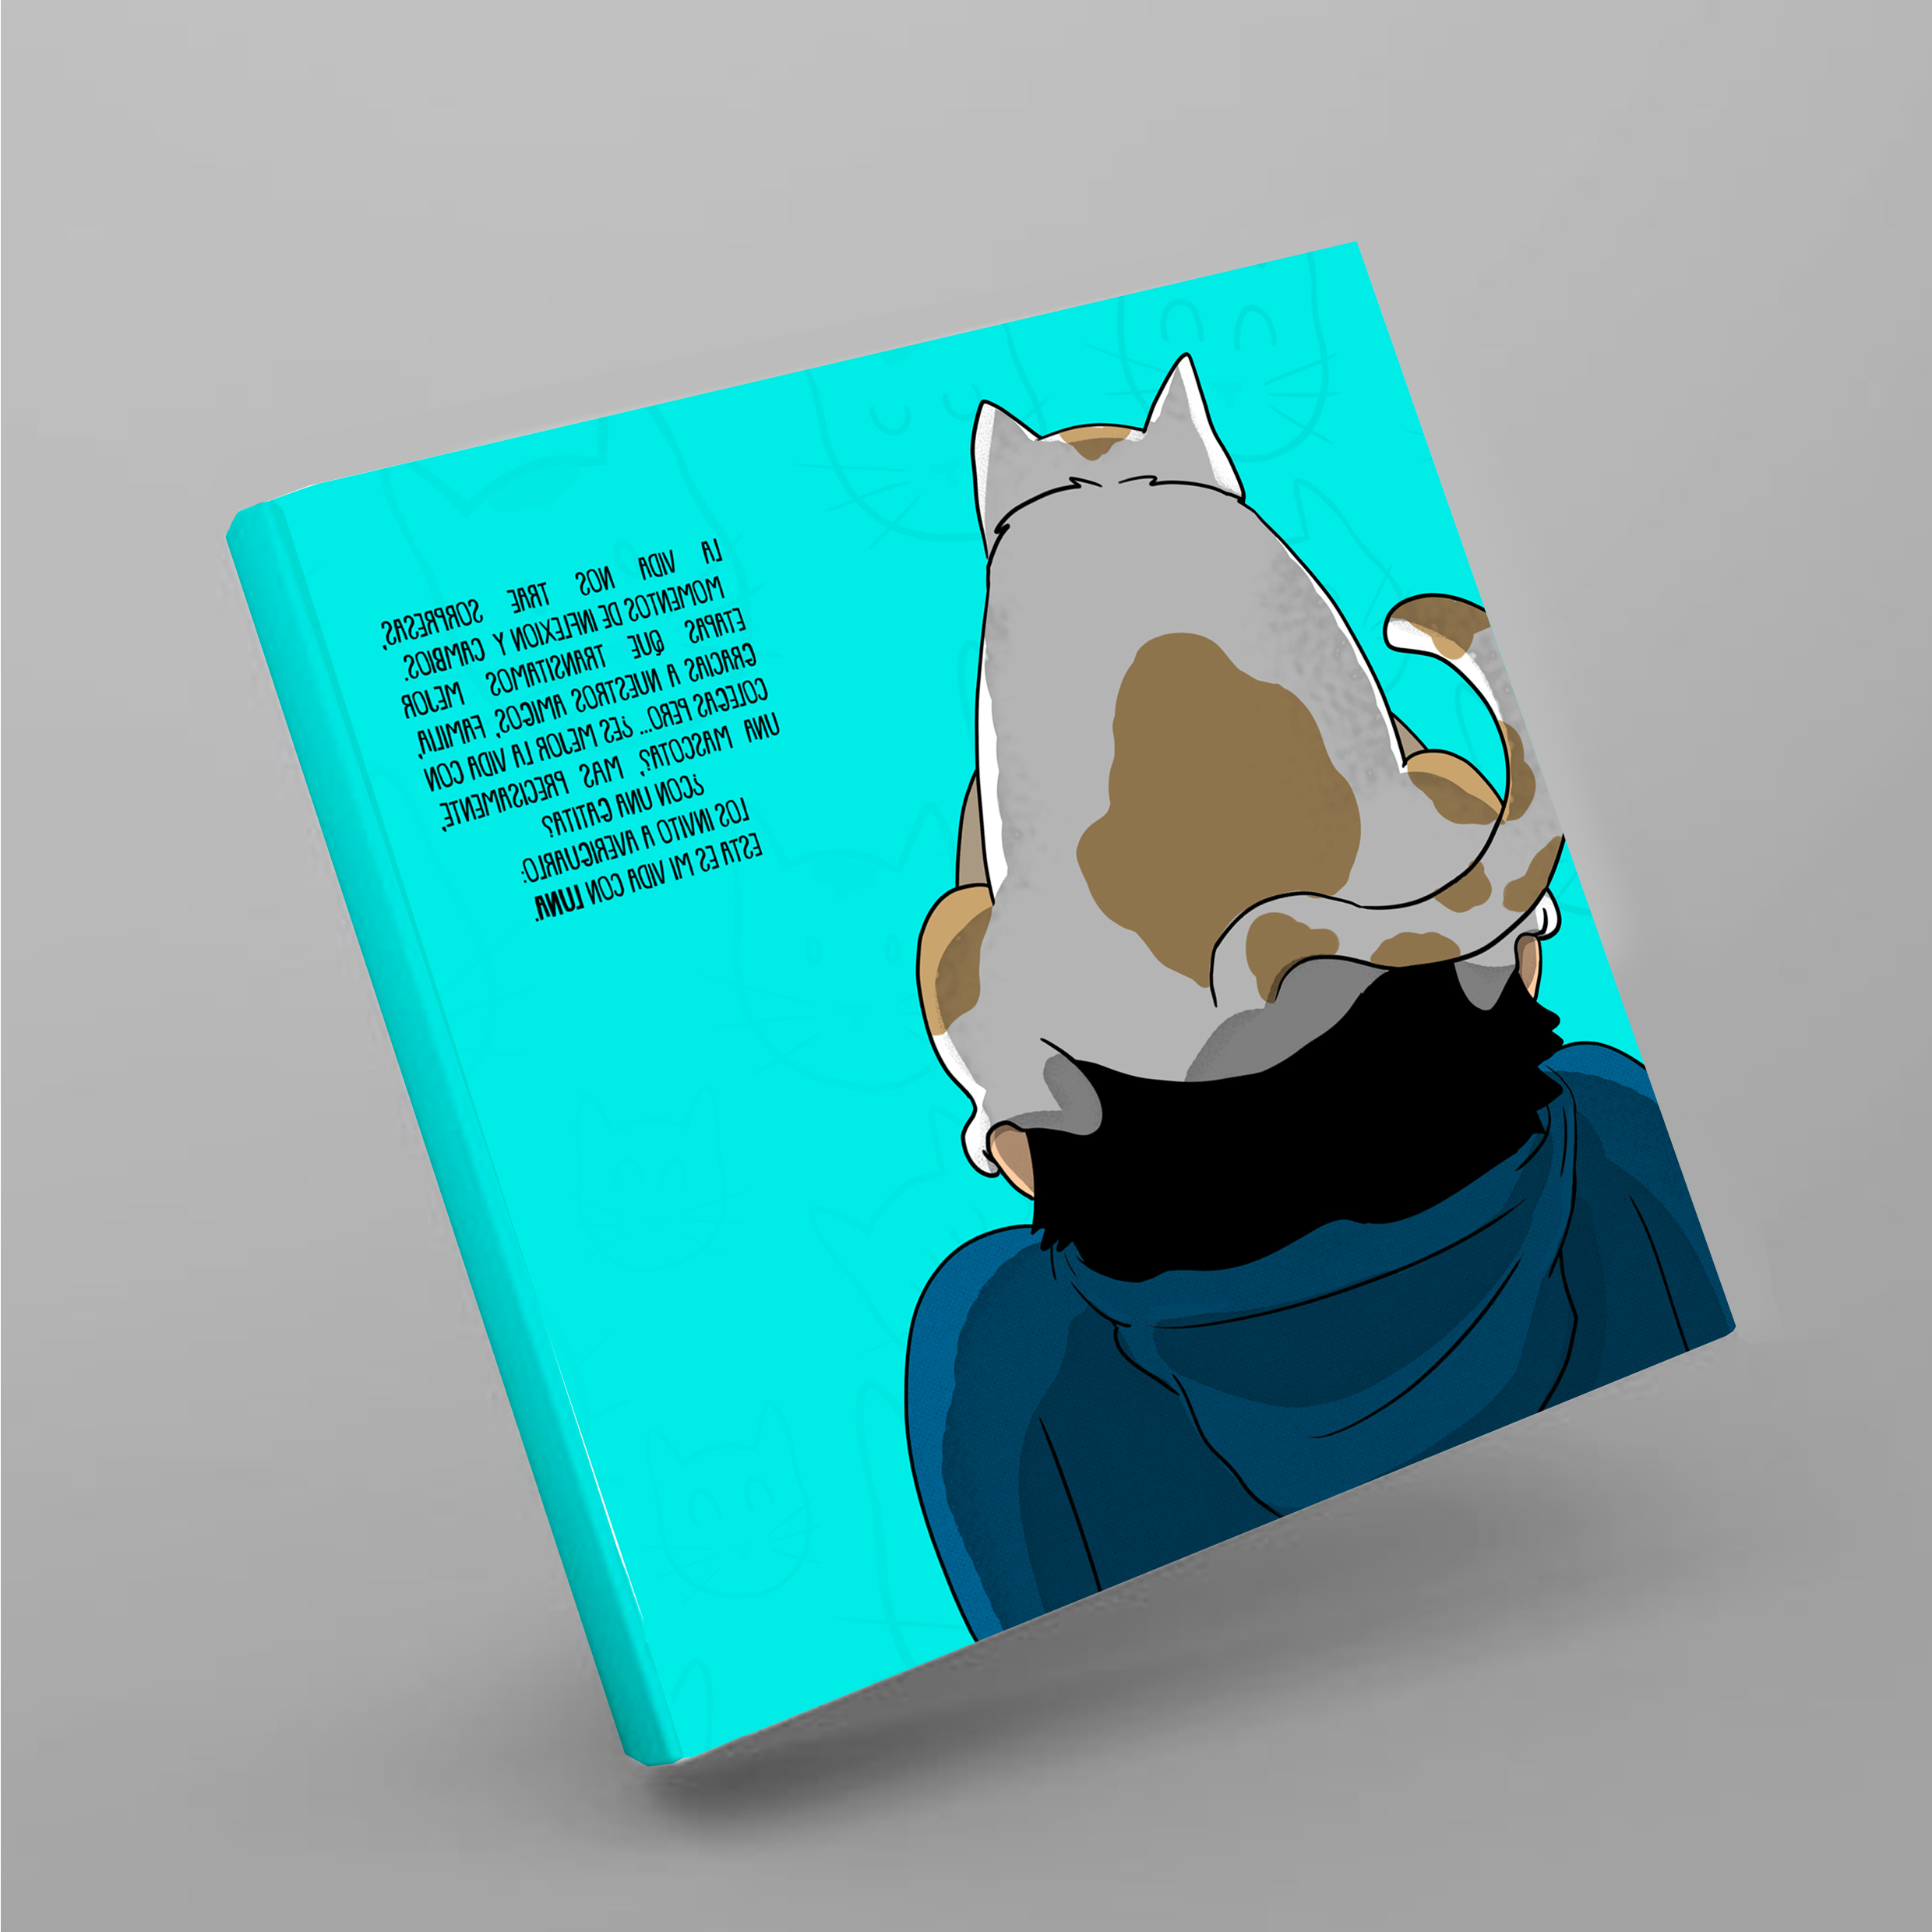 LA VIDA NOS TRAE SORPRESAS,
MOMENTOS DE INFLEXION Y CAMBIOS.
ETAPAS QUE TRANSITAMOS MEJOR
GRACIAS A NUESTROS AMIGOS, FAMILIA,
COLEGAS PERO... ¿ES MEJOR LA VIDA CON
UNA MASCOTA?, MAS PRECISAMENTE,
¿CON UNA GATITA?
LOS INVITO A AVERIGUARLO:
ESTA ES MI VIDA CON LUNA.